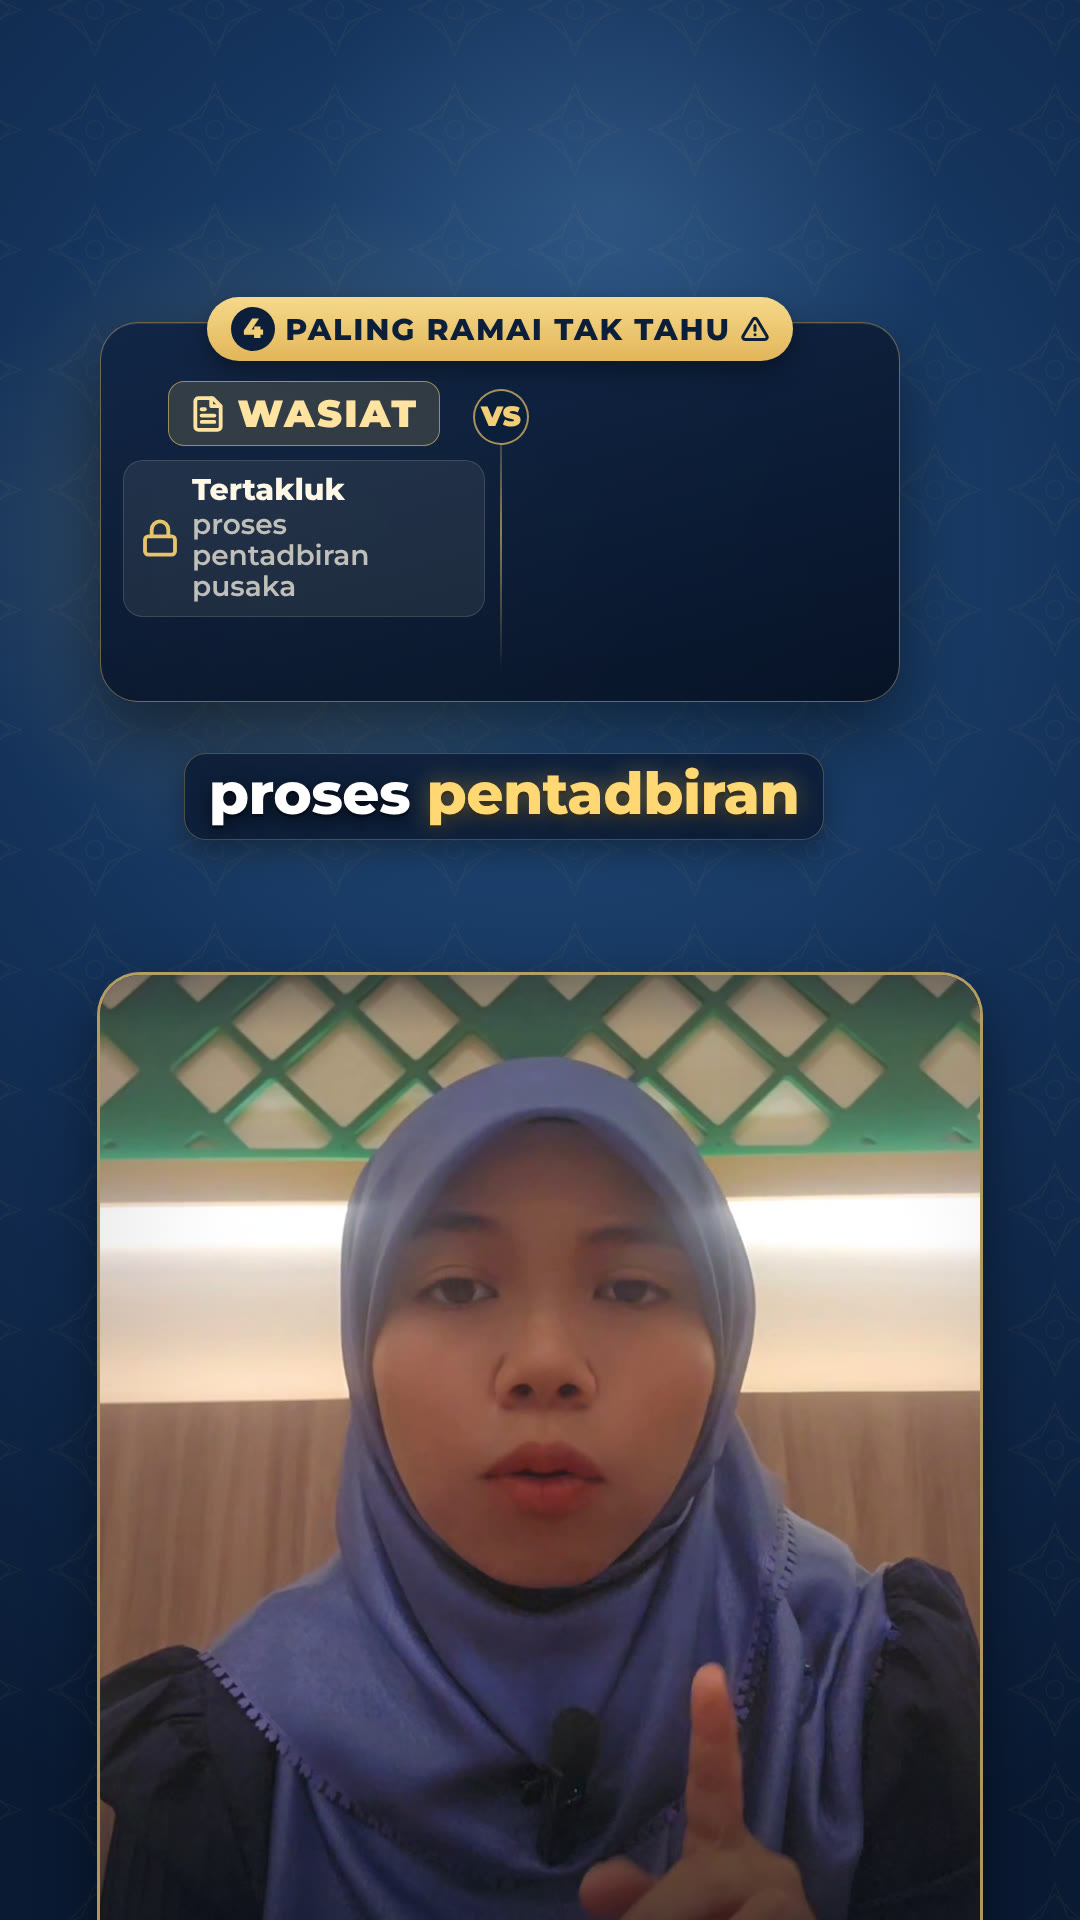 4 PALING RAMAI TAK TAHU
WASIAT
VS
Tertakluk
proses
pentadbiran
pusaka
proses pentadbiran